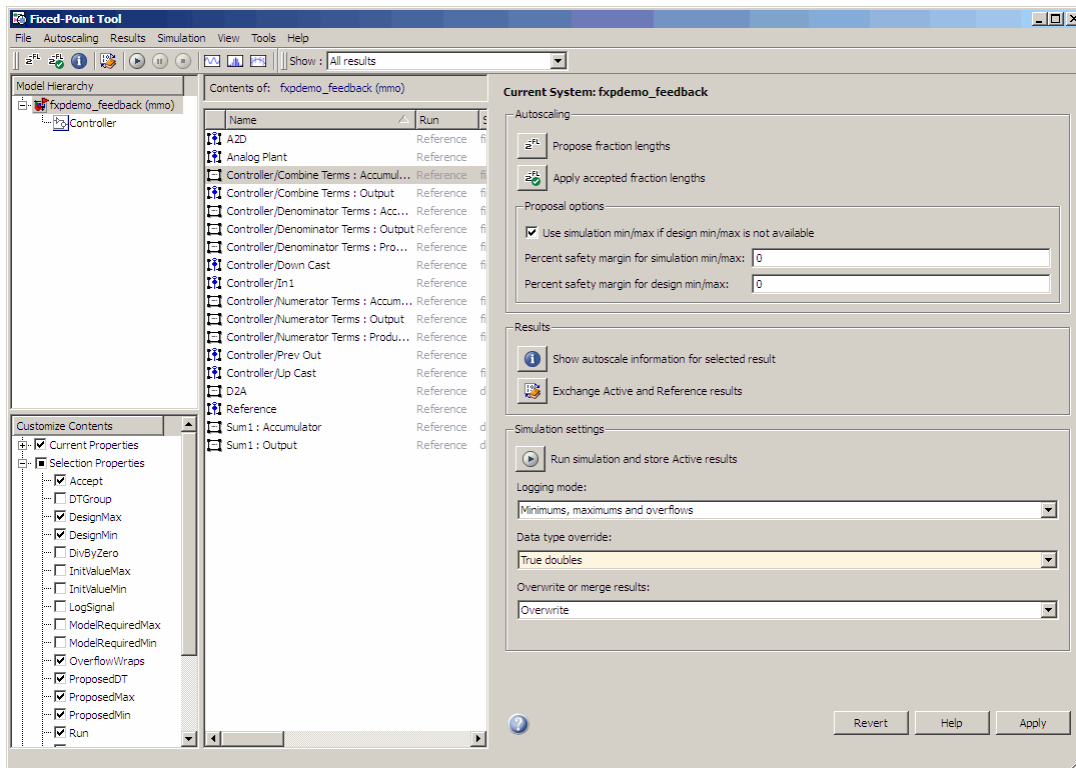 Fixed-Point Tool
File Autoscaling Results Simulation View Tools Help
Show : All results
Model Hierarchy
fxpdemo_feedback (mmo)
Controller
Contents of: fxpdemo_feedback (mmo)
Name Run
A2D Reference
Analog Plant Reference
Controller/Combine Terms : Accumul... Reference
Controller/Combine Terms : Output Reference
Controller/Denominator Terms : Acc... Reference
Controller/Denominator Terms : Output Reference
Controller/Denominator Terms : Pro... Reference
Controller/Down Cast Reference
Controller/In1 Reference
Controller/Numerator Terms : Accum... Reference
Controller/Numerator Terms : Output Reference
Controller/Numerator Terms : Produ... Reference
Controller/Prev Out Reference
Controller/Up Cast Reference
D2A Reference
Reference Reference
Sum1 : Accumulator Reference
Sum1 : Output Reference
Customize Contents
Current Properties
Selection Properties
Accept
DTGroup
DesignMax
DesignMin
DivByZero
InitValueMax
InitValueMin
LogSignal
ModelRequiredMax
ModelRequiredMin
OverflowWraps
ProposedDT
ProposedMax
ProposedMin
Run
Current System: fxpdemo_feedback
Autoscaling
Propose fraction lengths
Apply accepted fraction lengths
Proposal options
Use simulation min/max if design min/max is not available
Percent safety margin for simulation min/max: 0
Percent safety margin for design min/max: 0
Results
Show autoscale information for selected result
Exchange Active and Reference results
Simulation settings
Run simulation and store Active results
Logging mode:
Minimums, maximums and overflows
Data type override:
True doubles
Overwrite or merge results:
Overwrite
Revert Help Apply